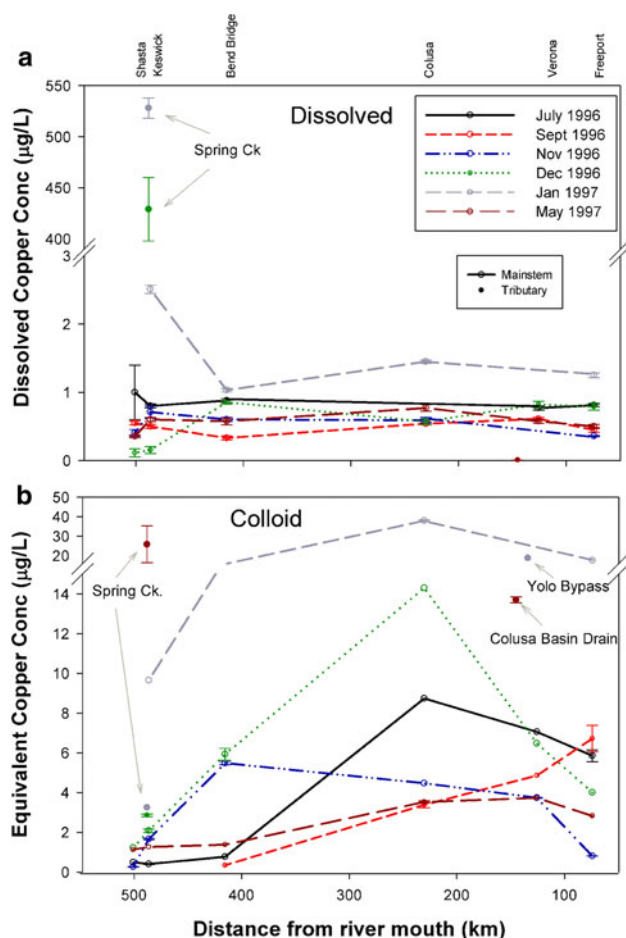 a
Shasta
Keswick
Bend Bridge
Colusa
Verona
Freeport
Dissolved Copper Conc (µg/L)
550
500
450
400
3
2
1
0
Dissolved
Spring Ck
July 1996
Sept 1996
Nov 1996
Dec 1996
Jan 1997
May 1997
Mainstem
Tributary
b
Equivalent Copper Conc (µg/L)
50
40
30
20
14
12
10
8
6
4
2
0
Colloid
Spring Ck.
Yolo Bypass
Colusa Basin Drain
500
400
300
200
100
Distance from river mouth (km)